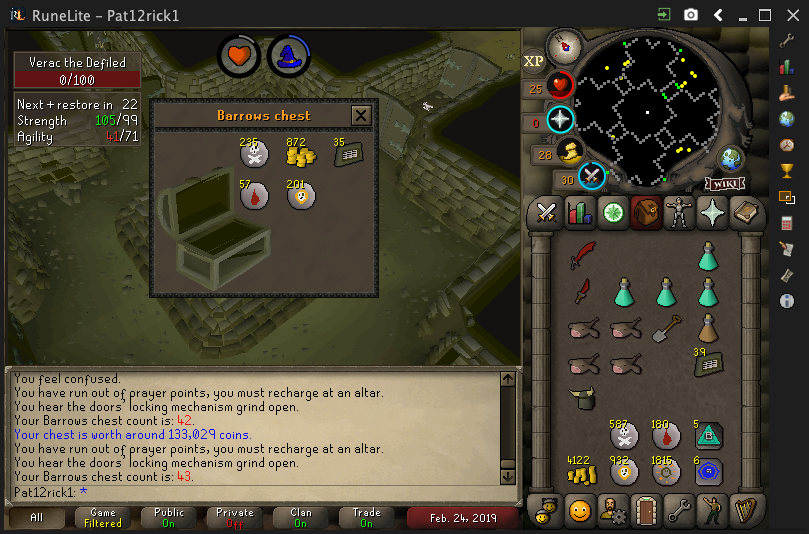 RuneLite - Pat12rick1
Verac the Defiled
0/100
Next + restore in 22
Strength 105/99
Agility 41/71
Barrows chest
235
872
35
57
201
XP
25
0
28
30
WIKI
39
587
180
5
B
4122
932
1815
6
You feel confused.
You have run out of prayer points, you must recharge at an altar.
You hear the doors' locking mechanism grind open.
Your Barrows chest count is: 42.
Your chest is worth around 133,029 coins.
You have run out of prayer points, you must recharge at an altar.
You hear the doors' locking mechanism grind open.
Your Barrows chest count is: 43.
Pat12rick1: *
All
Game
Filtered
Public
On
Private
Off
Clan
On
Trade
On
Feb. 24, 2019